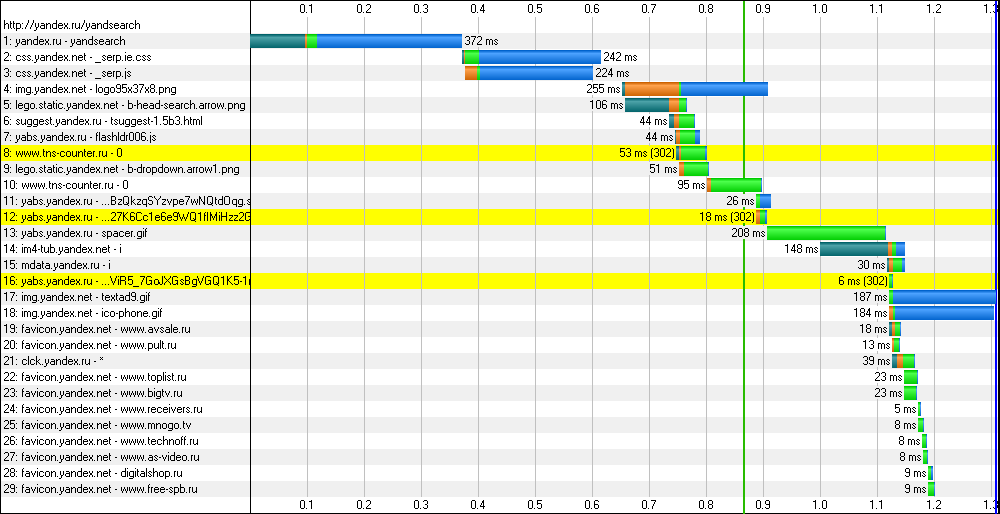 0.1 0.2 0.3 0.4 0.5 0.6 0.7 0.8 0.9 1.0 1.1 1.2 1.3
http://yandex.ru/yandsearch
1: yandex.ru - yandsearch 372 ms
2: css.yandex.net - _serp.ie.css 242 ms
3: css.yandex.net - _serp.js 224 ms
4: img.yandex.net - logo95x37x8.png 255 ms
5: lego.static.yandex.net - b-head-search.arrow.png 106 ms
6: suggest.yandex.ru - tsuggest-1.5b3.html 44 ms
7: yabs.yandex.ru - flashldr006.js 44 ms
8: www.tns-counter.ru - 0 53 ms (302)
9: lego.static.yandex.net - b-dropdown.arrow1.png 51 ms
10: www.tns-counter.ru - 0 95 ms
11: yabs.yandex.ru - ...BzQkzqSYzvpe7wNQtdOqg.s 26 ms
12: yabs.yandex.ru - ...27K6Cc1e6e9WQ1flMiHzz2G 18 ms (302)
13: yabs.yandex.ru - spacer.gif 208 ms
14: im4-tub.yandex.net - i 148 ms
15: mdata.yandex.ru - i 30 ms
16: yabs.yandex.ru - ...ViR5_7GoJXGsBgVGQ1K5-1r 6 ms (302)
17: img.yandex.net - textad9.gif 187 ms
18: img.yandex.net - ico-phone.gif 184 ms
19: favicon.yandex.net - www.avsale.ru 18 ms
20: favicon.yandex.net - www.pult.ru 13 ms
21: clck.yandex.ru - * 39 ms
22: favicon.yandex.net - www.toplist.ru 23 ms
23: favicon.yandex.net - www.bigtv.ru 23 ms
24: favicon.yandex.net - www.receivers.ru 5 ms
25: favicon.yandex.net - www.mnogo.tv 8 ms
26: favicon.yandex.net - www.technoff.ru 8 ms
27: favicon.yandex.net - www.as-video.ru 8 ms
28: favicon.yandex.net - digitalshop.ru 9 ms
29: favicon.yandex.net - www.free-spb.ru 9 ms
0.1 0.2 0.3 0.4 0.5 0.6 0.7 0.8 0.9 1.0 1.1 1.2 1.3